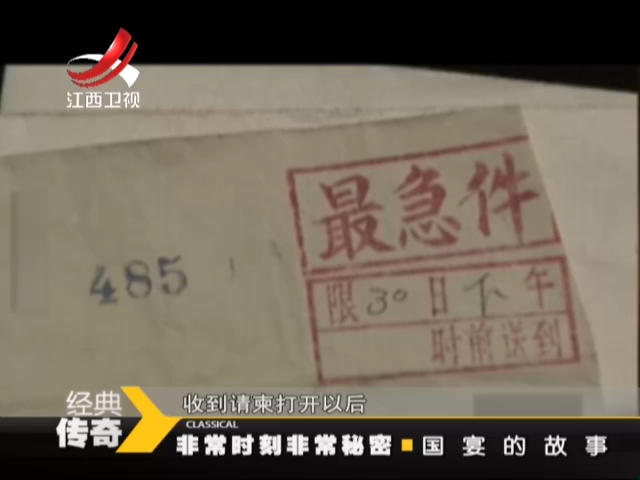 江西卫视
最急件
485
限30日下午
时前送到
经典
传奇
收到请柬打开以后
CLASSICAL
非常时刻非常秘密 国宴的故事